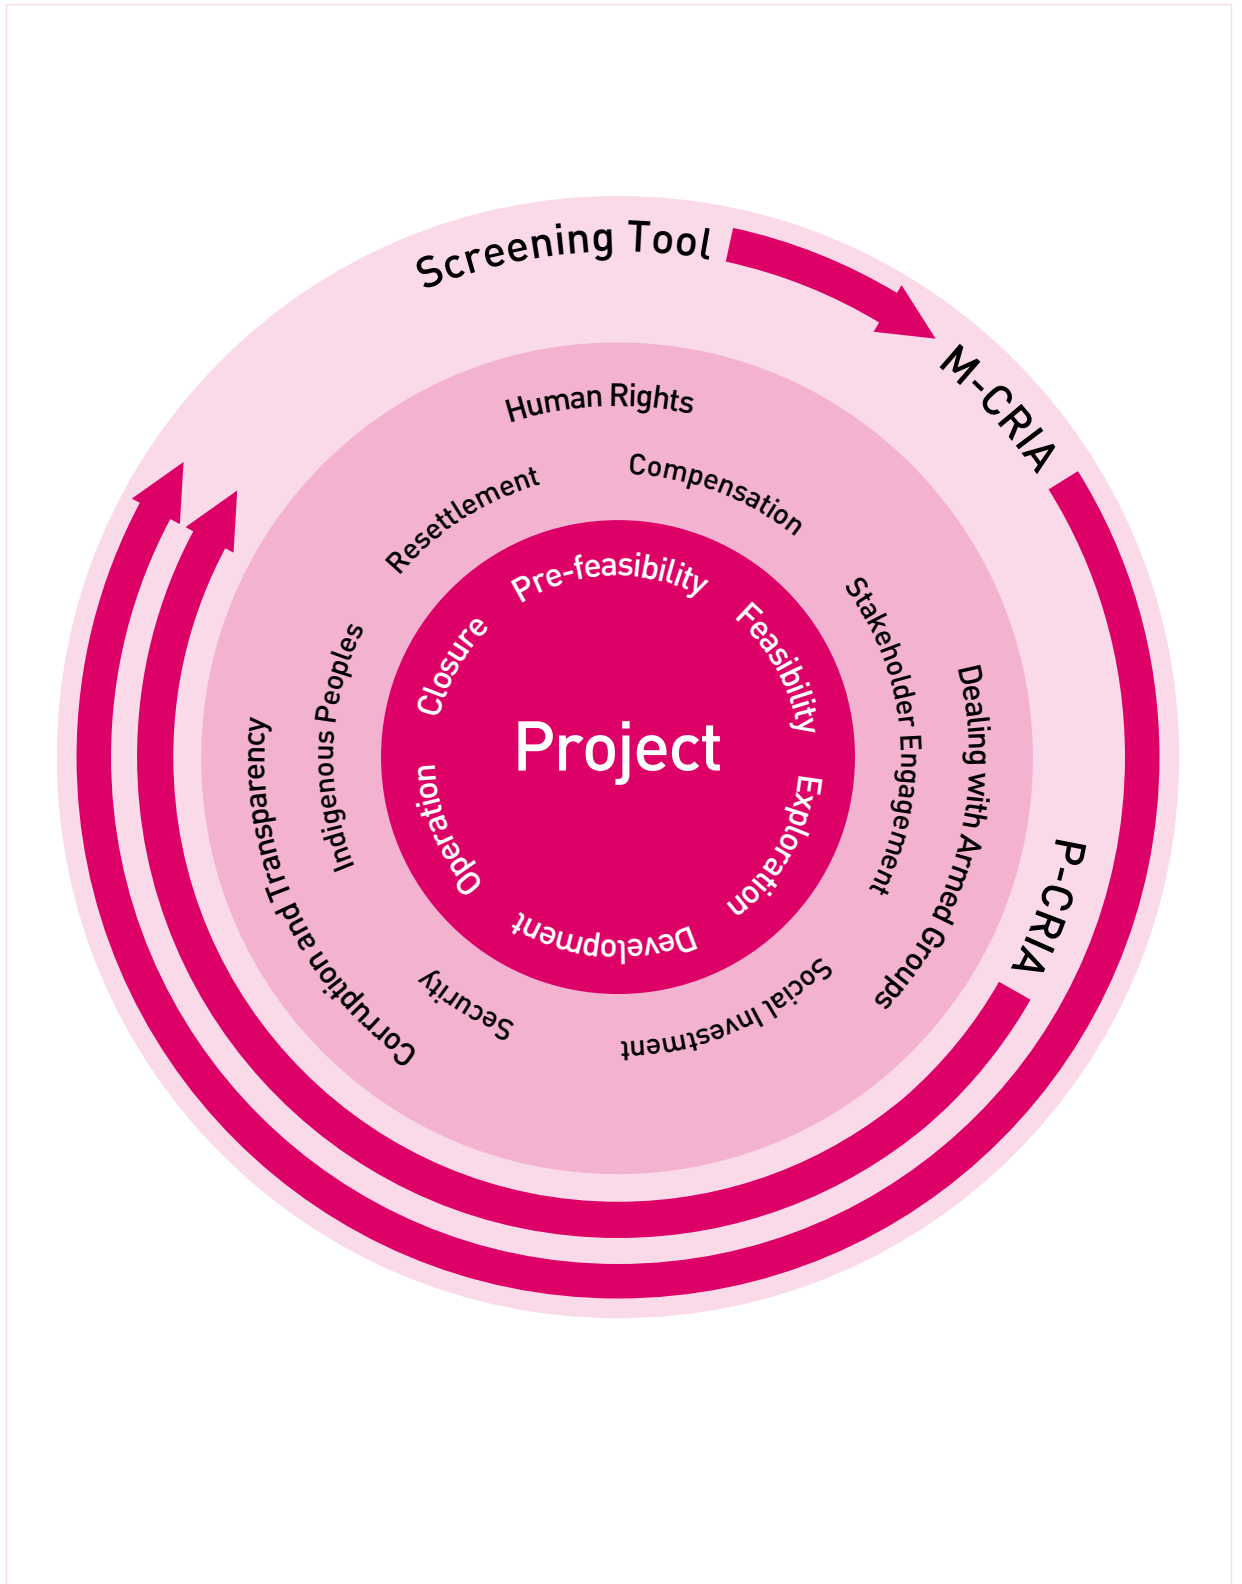 Screening Tool
M-CRIA
P-CRIA
Human Rights
Dealing with Armed Groups
Corruption and Transparency
Compensation
Stakeholder Engagement
Social Investment
Security
Indigenous Peoples
Resettlement
Pre-feasibility
Feasibility
Exploration
Development
Operation
Closure
Project